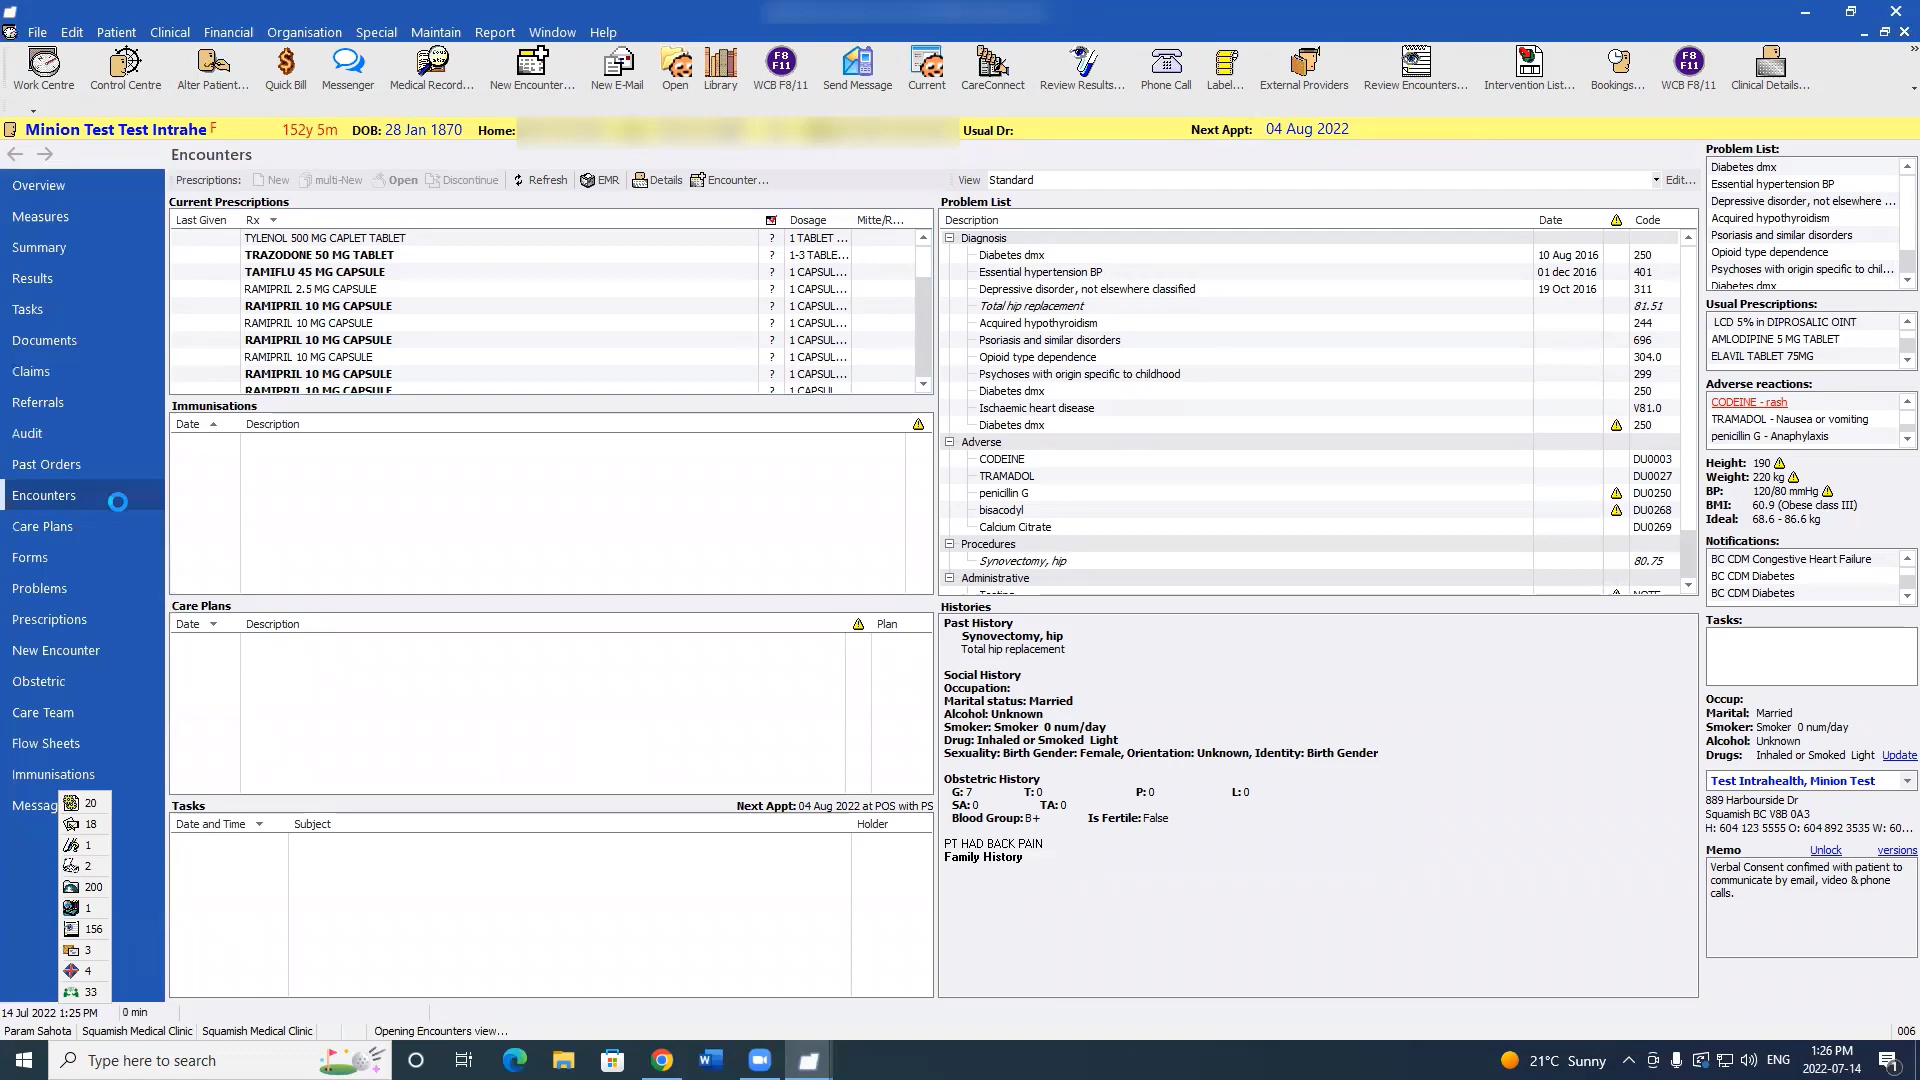 File Edit Patient Clinical Financial Organisation Special Maintain Report Window Help
Work Centre Control Centre Alter Patient... Quick Bill Messenger Medical Record... New Encounter... New E-Mail Open Library WCB F8/11 Send Message Current CareConnect Review Results... Phone Call Label... External Providers Review Encounters... Intervention List... Bookings... WCB F8/11 Clinical Details...
Minion Test Test Intrahe F 152y 5m DOB: 28 Jan 1870 Home: Usual Dr: Next Appt: 04 Aug 2022
Overview
Measures
Summary
Results
Tasks
Documents
Claims
Referrals
Audit
Past Orders
Encounters
Care Plans
Forms
Problems
Prescriptions
New Encounter
Obstetric
Care Team
Flow Sheets
Immunisations
Messag
20
18
1
2
200
1
156
3
4
33
Encounters
Prescriptions: New multi-New Open Discontinue Refresh EMR Details Encounter... View Standard Edit...
Current Prescriptions
Last Given Rx Dosage Mitte/R...
TYLENOL 500 MG CAPLET TABLET ? 1 TABLET ...
TRAZODONE 50 MG TABLET ? 1-3 TABLE...
TAMIFLU 45 MG CAPSULE ? 1 CAPSUL...
RAMIPRIL 2.5 MG CAPSULE ? 1 CAPSUL...
RAMIPRIL 10 MG CAPSULE ? 1 CAPSUL...
RAMIPRIL 10 MG CAPSULE ? 1 CAPSUL...
RAMIPRIL 10 MG CAPSULE ? 1 CAPSUL...
RAMIPRIL 10 MG CAPSULE ? 1 CAPSUL...
RAMIPRIL 10 MG CAPSULE ? 1 CAPSUL...
RAMIPRIL 10 MG CAPSULE ? 1 CAPSUL...
Immunisations
Date Description
Care Plans
Date Description Plan
Tasks Next Appt: 04 Aug 2022 at POS with PS
Date and Time Subject Holder
Problem List
Description Date Code
Diagnosis
Diabetes dmx 10 Aug 2016 250
Essential hypertension BP 01 dec 2016 401
Depressive disorder, not elsewhere classified 19 Oct 2016 311
Total hip replacement 81.51
Acquired hypothyroidism 244
Psoriasis and similar disorders 696
Opioid type dependence 304.0
Psychoses with origin specific to childhood 299
Diabetes dmx 250
Ischaemic heart disease V81.0
Diabetes dmx 250
Adverse
CODEINE DU0003
TRAMADOL DU0027
penicillin G DU0250
bisacodyl DU0268
Calcium Citrate DU0269
Procedures
Synovectomy, hip 80.75
Administrative
Testing NOTE
Histories
Past History
Synovectomy, hip
Total hip replacement
Social History
Occupation:
Marital status: Married
Alcohol: Unknown
Smoker: Smoker 0 num/day
Drug: Inhaled or Smoked Light
Sexuality: Birth Gender: Female, Orientation: Unknown, Identity: Birth Gender
Obstetric History
G: 7 T: 0 P: 0 L: 0
SA: 0 TA: 0
Blood Group: B+ Is Fertile: False
PT HAD BACK PAIN
Family History
Problem List:
Diabetes dmx
Essential hypertension BP
Depressive disorder, not elsewhere ...
Acquired hypothyroidism
Psoriasis and similar disorders
Opioid type dependence
Psychoses with origin specific to chil...
Diabetes dmx
Usual Prescriptions:
LCD 5% in DIPROSALIC OINT
AMLODIPINE 5 MG TABLET
ELAVIL TABLET 75MG
Adverse reactions:
CODEINE - rash
TRAMADOL - Nausea or vomiting
penicillin G - Anaphylaxis
Height: 190
Weight: 220 kg
BP: 120/80 mmHg
BMI: 60.9 (Obese class III)
Ideal: 68.6 - 86.6 kg
Notifications:
BC CDM Congestive Heart Failure
BC CDM Diabetes
BC CDM Diabetes
Tasks:
Occup:
Marital: Married
Smoker: Smoker 0 num/day
Alcohol: Unknown
Drugs: Inhaled or Smoked Light Update
Test Intrahealth, Minion Test
889 Harbourside Dr
Squamish BC V8B 0A3
H: 604 123 5555 O: 604 892 3535 W: 60...
Memo Unlock versions
Verbal Consent confimed with patient to
communicate by email, video & phone
calls.
14 Jul 2022 1:25 PM 0 min
Param Sahota Squamish Medical Clinic Squamish Medical Clinic Opening Encounters view... 006
Type here to search 21°C Sunny ENG 1:26 PM
2022-07-14 1